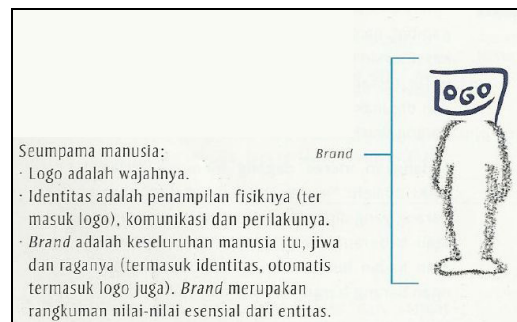 LOGO
Brand
Seumpama manusia:
· Logo adalah wajahnya.
· Identitas adalah penampilan fisiknya (ter
masuk logo), komunikasi dan perilakunya.
· Brand adalah keseluruhan manusia itu, jiwa
dan raganya (termasuk identitas, otomatis
termasuk logo juga). Brand merupakan
rangkuman nilai-nilai esensial dari entitas.